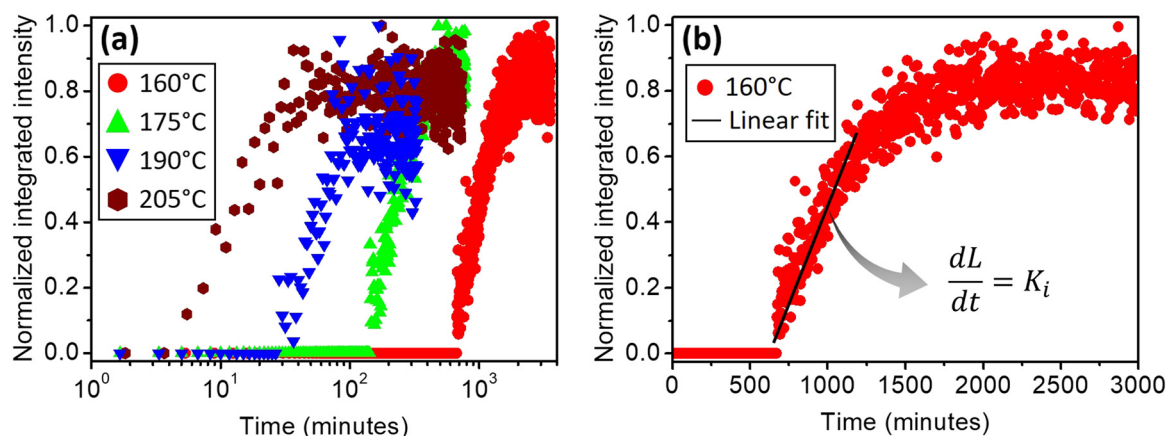 (a)
Normalized integrated intensity
1.0
0.8
0.6
0.4
0.2
0.0
160°C
175°C
190°C
205°C
10⁰
10¹
10²
10³
Time (minutes)
(b)
Normalized integrated intensity
1.0
0.8
0.6
0.4
0.2
0.0
160°C
Linear fit
dL/dt = Kᵢ
0
500
1000
1500
2000
2500
3000
Time (minutes)